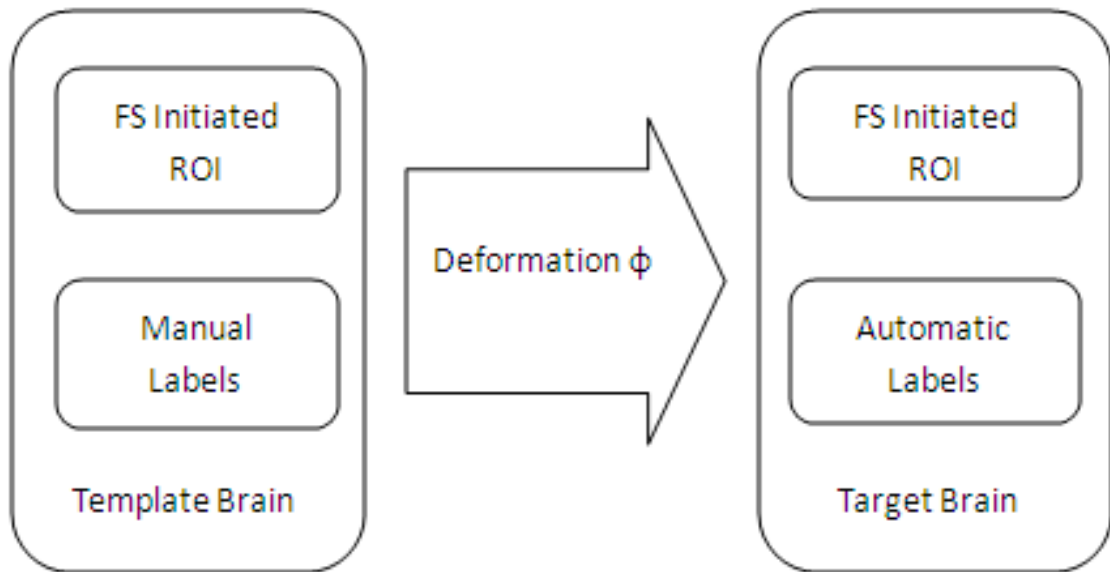 FS Initiated
ROI
Manual
Labels
Template Brain
Deformation ϕ
FS Initiated
ROI
Automatic
Labels
Target Brain